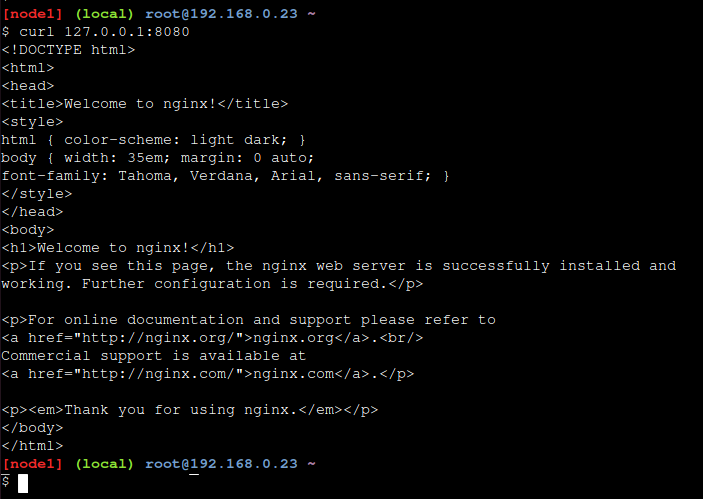 [node1] (local) root@192.168.0.23 ~
$ curl 127.0.0.1:8080
<!DOCTYPE html>
<html>
<head>
<title>Welcome to nginx!</title>
<style>
html { color-scheme: light dark; }
body { width: 35em; margin: 0 auto;
font-family: Tahoma, Verdana, Arial, sans-serif; }
</style>
</head>
<body>
<h1>Welcome to nginx!</h1>
<p>If you see this page, the nginx web server is successfully installed and
working. Further configuration is required.</p>
<p>For online documentation and support please refer to
<a href="http://nginx.org/">nginx.org</a>.<br/>
Commercial support is available at
<a href="http://nginx.com/">nginx.com</a>.</p>
<p><em>Thank you for using nginx.</em></p>
</body>
</html>
[node1] (local) root@192.168.0.23 ~
$